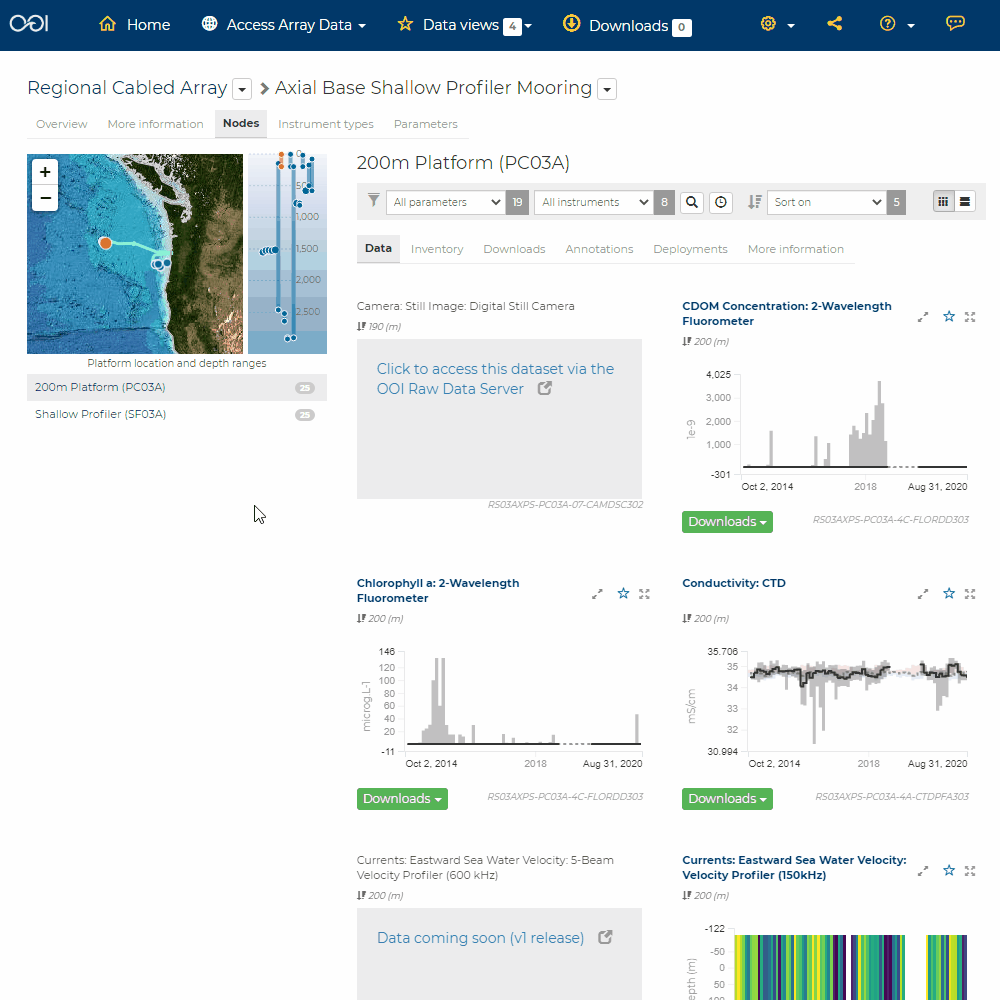 OOI
Home
Access Array Data
Data views 4
Downloads 0
Regional Cabled Array
Axial Base Shallow Profiler Mooring
Overview
More information
Nodes
Instrument types
Parameters
+
−
0
500
1,000
1,500
2,000
2,500
Platform location and depth ranges
200m Platform (PC03A) 25
Shallow Profiler (SF03A) 25
200m Platform (PC03A)
All parameters 19
All instruments 8
Sort on 5
Data
Inventory
Downloads
Annotations
Deployments
More information
Camera: Still Image: Digital Still Camera
190 (m)
Click to access this dataset via the
OOI Raw Data Server
RS03AXPS-PC03A-07-CAMDSC302
CDOM Concentration: 2-Wavelength
Fluorometer
200 (m)
4,025
3,000
2,000
1,000
-301
1e-9
Oct 2, 2014
2018
Aug 31, 2020
Downloads
RS03AXPS-PC03A-4C-FLORDD303
Chlorophyll a: 2-Wavelength
Fluorometer
200 (m)
146
120
100
80
60
40
20
-11
microg.L-1
Oct 2, 2014
2018
Aug 31, 2020
Downloads
RS03AXPS-PC03A-4C-FLORDD303
Conductivity: CTD
200 (m)
35.706
35
34
33
32
30.994
mS/cm
Oct 2, 2014
2018
Aug 31, 2020
Downloads
RS03AXPS-PC03A-4A-CTDPFA303
Currents: Eastward Sea Water Velocity: 5-Beam
Velocity Profiler (600 kHz)
200 (m)
Data coming soon (v1 release)
Currents: Eastward Sea Water Velocity:
Velocity Profiler (150kHz)
200 (m)
-122
-50
0
50
(m)